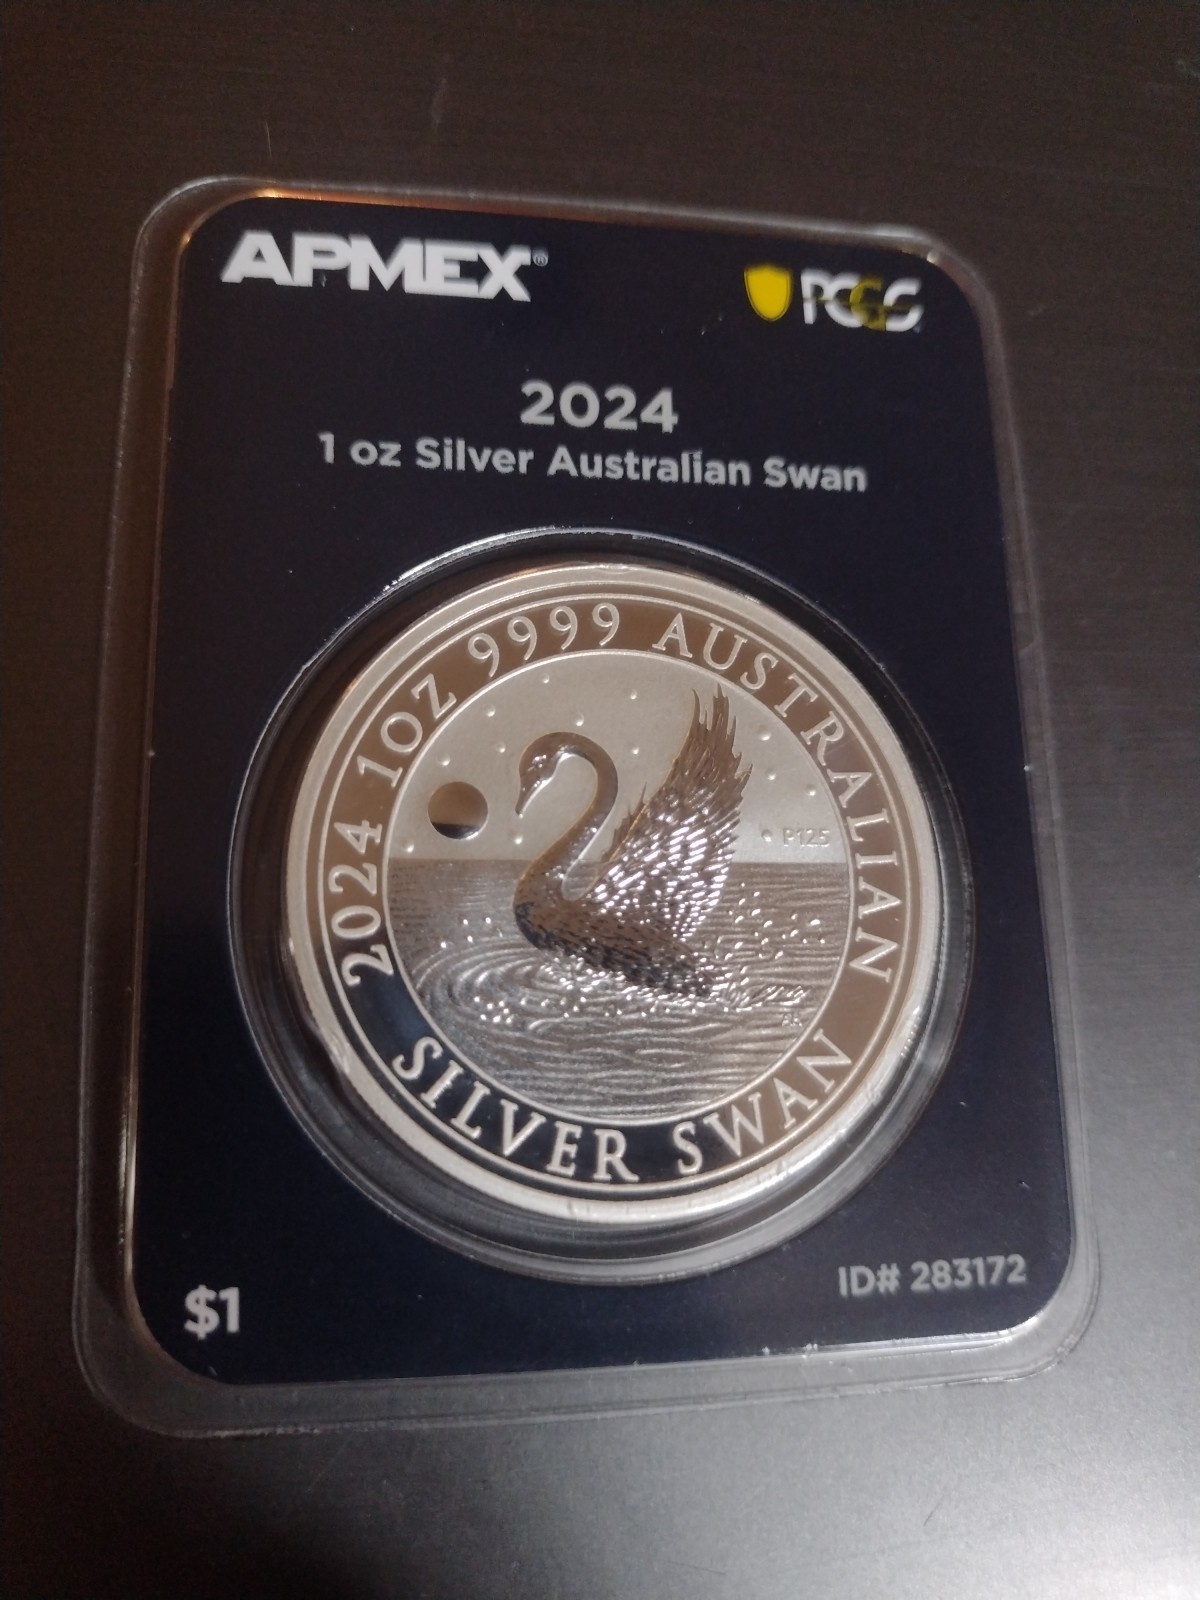 APMEX®
PCGS
2024
1 oz Silver Australian Swan
2024 1OZ 9999 AUSTRALIAN
P125
SILVER SWAN
$1
ID# 283172